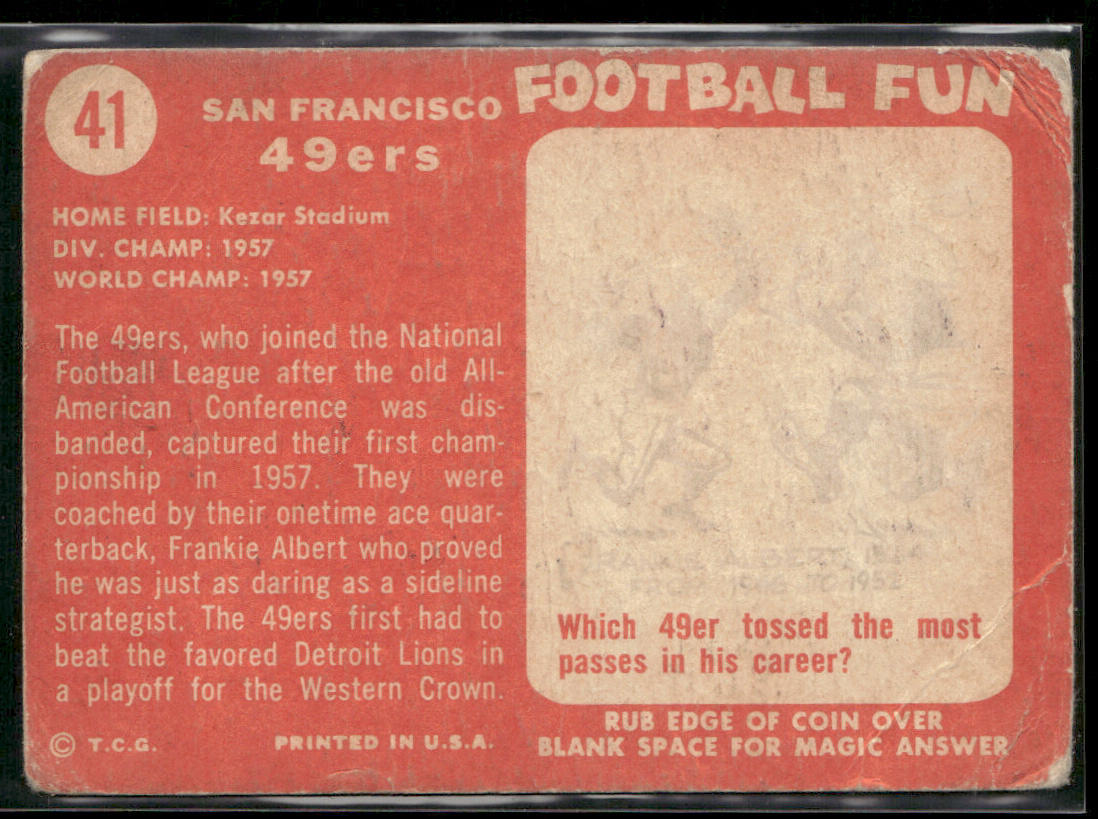 41
SAN FRANCISCO
49ers
HOME FIELD: Kezar Stadium
DIV. CHAMP: 1957
WORLD CHAMP: 1957
The 49ers, who joined the National
Football League after the old All-
American Conference was dis-
banded, captured their first cham-
pionship in 1957. They were
coached by their onetime ace quar-
terback, Frankie Albert who proved
he was just as daring as a sideline
strategist. The 49ers first had to
beat the favored Detroit Lions in
a playoff for the Western Crown.
© T.C.G. PRINTED IN U.S.A.
FOOTBALL FUN
TO 1952
Which 49er tossed the most
passes in his career?
RUB EDGE OF COIN OVER
BLANK SPACE FOR MAGIC ANSWER